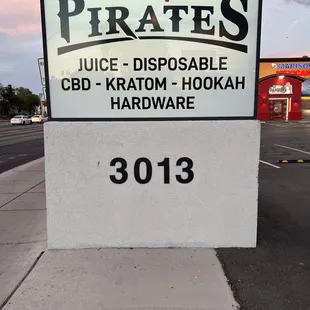 PIRATES
JUICE - DISPOSABLE
CBD - KRATOM - HOOKAH
HARDWARE
3013